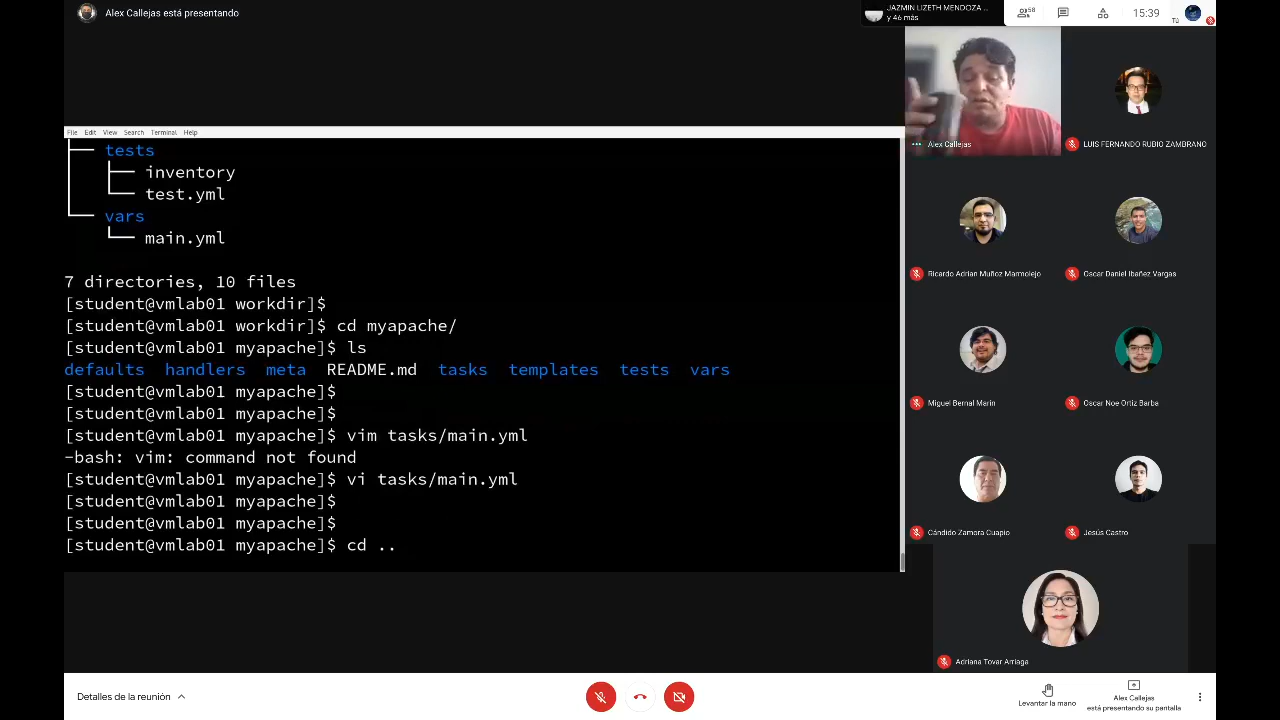 Alex Callejas está presentando
JAZMIN LIZETH MENDOZA ...
y 46 más
58
15:39
Tú
File Edit View Search Terminal Help
├── tests
│   ├── inventory
│   └── test.yml
└── vars
    └── main.yml
7 directories, 10 files
[student@vmlab01 workdir]$
[student@vmlab01 workdir]$ cd myapache/
[student@vmlab01 myapache]$ ls
defaults handlers meta README.md tasks templates tests vars
[student@vmlab01 myapache]$
[student@vmlab01 myapache]$
[student@vmlab01 myapache]$ vim tasks/main.yml
-bash: vim: command not found
[student@vmlab01 myapache]$ vi tasks/main.yml
[student@vmlab01 myapache]$
[student@vmlab01 myapache]$
[student@vmlab01 myapache]$ cd ..
Alex Callejas
LUIS FERNANDO RUBIO ZAMBRANO
Ricardo Adrian Muñoz Marmolejo
Oscar Daniel Ibañez Vargas
Miguel Bernal Marin
Oscar Noe Ortiz Barba
Cándido Zamora Cuapio
Jesús Castro
Adriana Tovar Arriaga
Detalles de la reunión
Levantar la mano
Alex Callejas
está presentando su pantalla